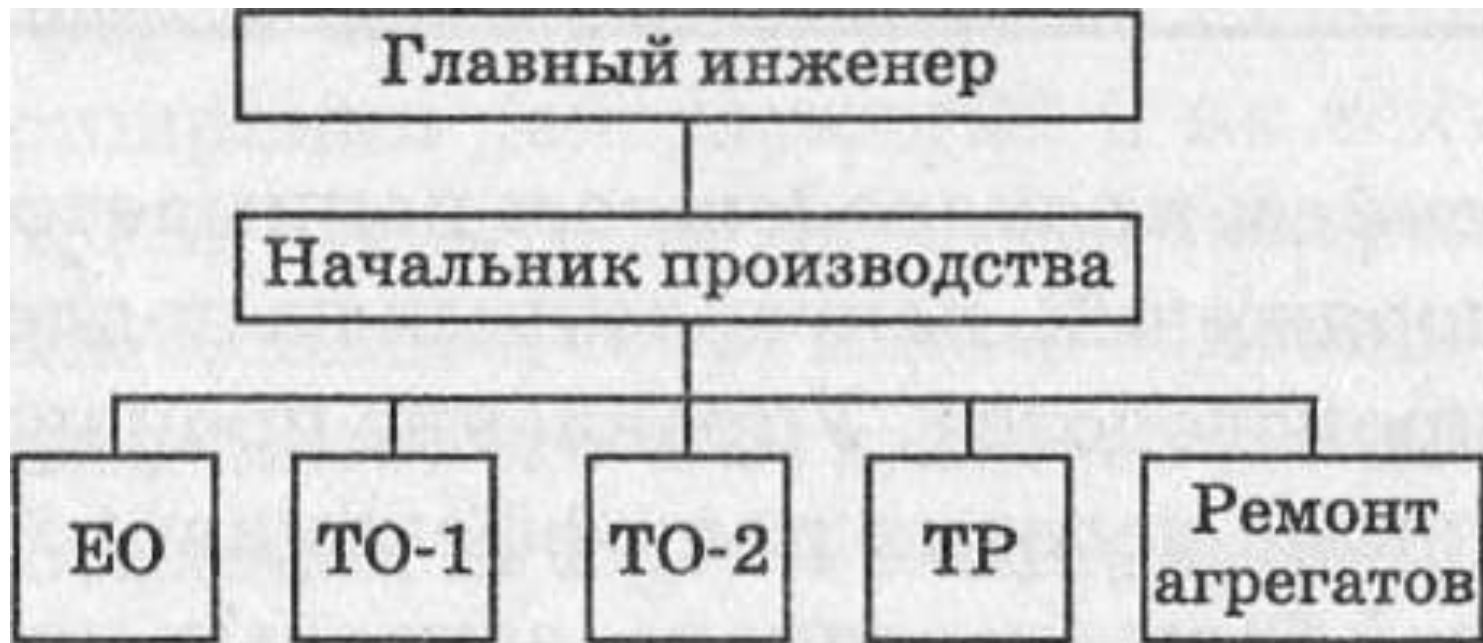 Главный инженер
Начальник производства
ЕО
ТО-1
ТО-2
ТР
Ремонт
агрегатов